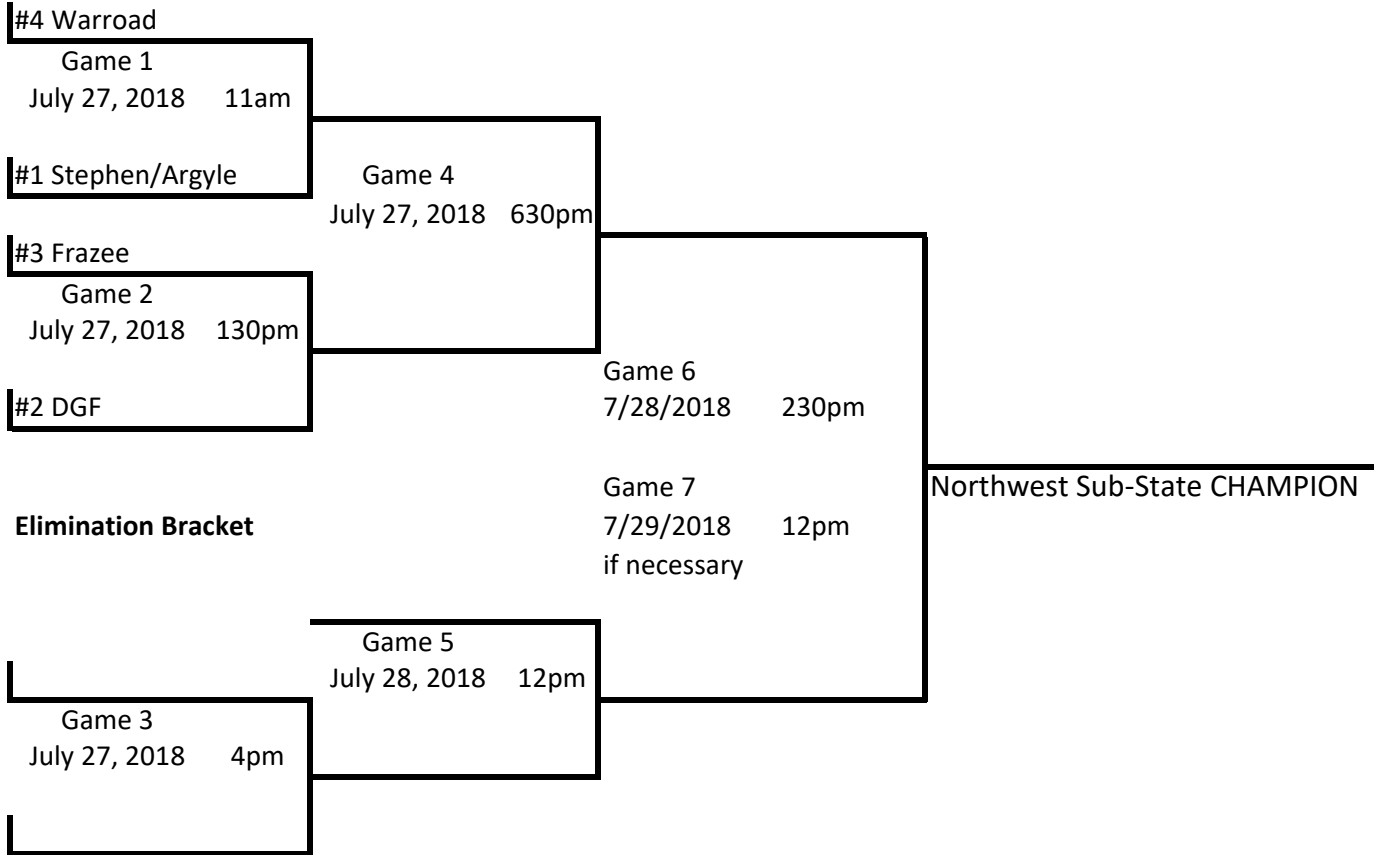 #4 Warroad
Game 1
July 27, 2018 11am
#1 Stephen/Argyle
Game 4
July 27, 2018 630pm
#3 Frazee
Game 2
July 27, 2018 130pm
#2 DGF
Game 6
7/28/2018 230pm
Game 7
7/29/2018 12pm
if necessary
Northwest Sub-State CHAMPION
Elimination Bracket
Game 5
July 28, 2018 12pm
Game 3
July 27, 2018 4pm